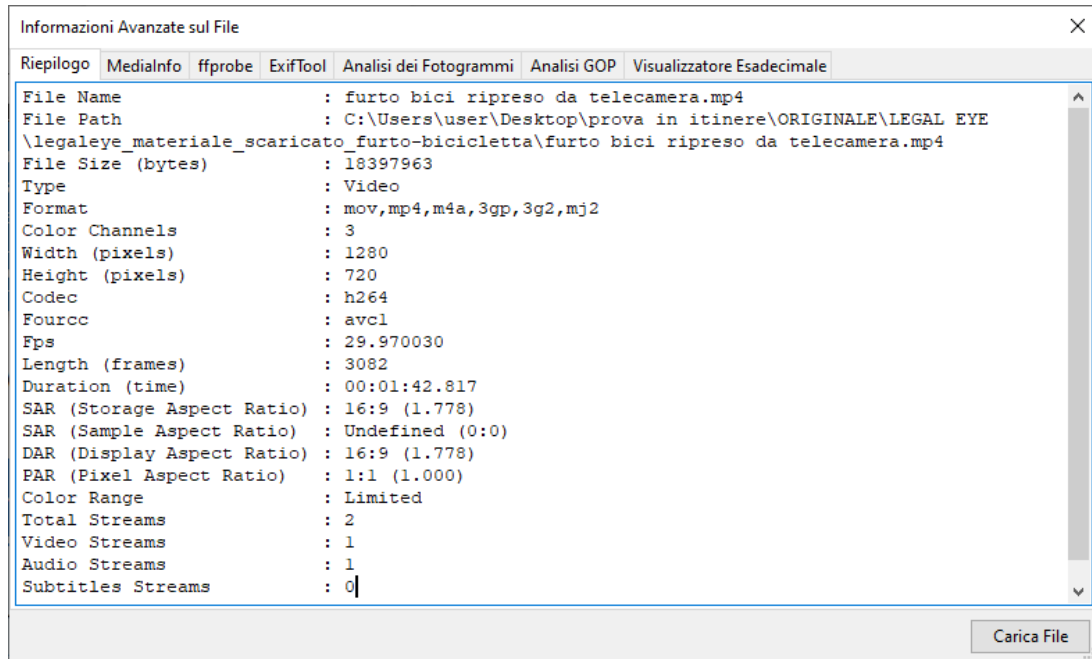 Informazioni Avanzate sul File
Riepilogo MediaInfo ffprobe ExifTool Analisi dei Fotogrammi Analisi GOP Visualizzatore Esadecimale
File Name : furto bici ripreso da telecamera.mp4
File Path : C:\Users\user\Desktop\prova in itinere\ORIGINALE\LEGAL EYE
\legaleye_materiale_scaricato_furto-bicicletta\furto bici ripreso da telecamera.mp4
File Size (bytes) : 18397963
Type : Video
Format : mov,mp4,m4a,3gp,3g2,mj2
Color Channels : 3
Width (pixels) : 1280
Height (pixels) : 720
Codec : h264
Fourcc : avc1
Fps : 29.970030
Length (frames) : 3082
Duration (time) : 00:01:42.817
SAR (Storage Aspect Ratio) : 16:9 (1.778)
SAR (Sample Aspect Ratio) : Undefined (0:0)
DAR (Display Aspect Ratio) : 16:9 (1.778)
PAR (Pixel Aspect Ratio) : 1:1 (1.000)
Color Range : Limited
Total Streams : 2
Video Streams : 1
Audio Streams : 1
Subtitles Streams : 0
Carica File